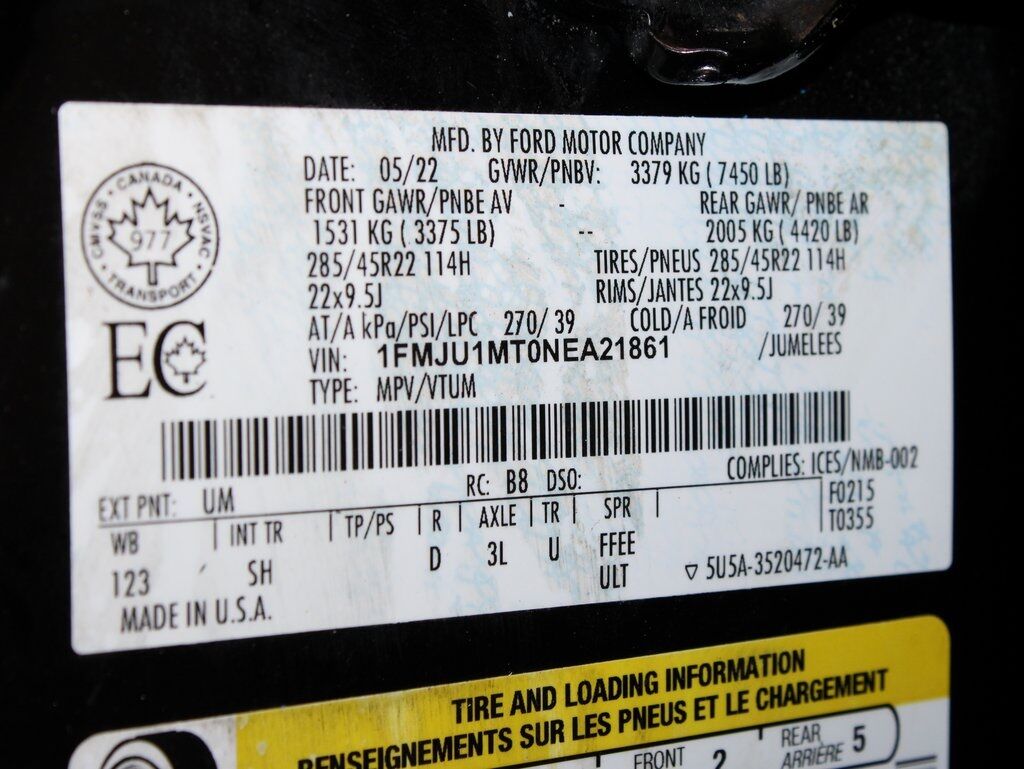 MFD. BY FORD MOTOR COMPANY
DATE: 05/22 GVWR/PNBV: 3379 KG ( 7450 LB)
FRONT GAWR/PNBE AV - REAR GAWR/ PNBE AR
1531 KG ( 3375 LB) -- 2005 KG ( 4420 LB)
285/45R22 114H TIRES/PNEUS 285/45R22 114H
22x9.5J RIMS/JANTES 22x9.5J
AT/A kPa/PSI/LPC 270/ 39 COLD/A FROID 270/ 39
VIN: 1FMJU1MT0NEA21861 /JUMELEES
TYPE: MPV/VTUM
CANADA
CMVSS 977 NSVAC
TRANSPORT
EC
COMPLIES: ICES/NMB-002
EXT PNT: UM RC: B8 DSO:
F0215
T0355
WB INT TR TP/PS R AXLE TR SPR
123 SH D 3L U FFEE
ULT
▽ 5U5A-3520472-AA
MADE IN U.S.A.
TIRE AND LOADING INFORMATION
RENSEIGNEMENTS SUR LES PNEUS ET LE CHARGEMENT
FRONT 2 REAR 5
ARRIÈRE